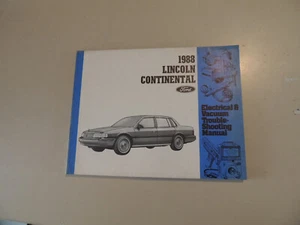 1988
LINCOLN
CONTINENTAL
Ford
Electrical &
Vacuum
Trouble-
Shooting
Manual